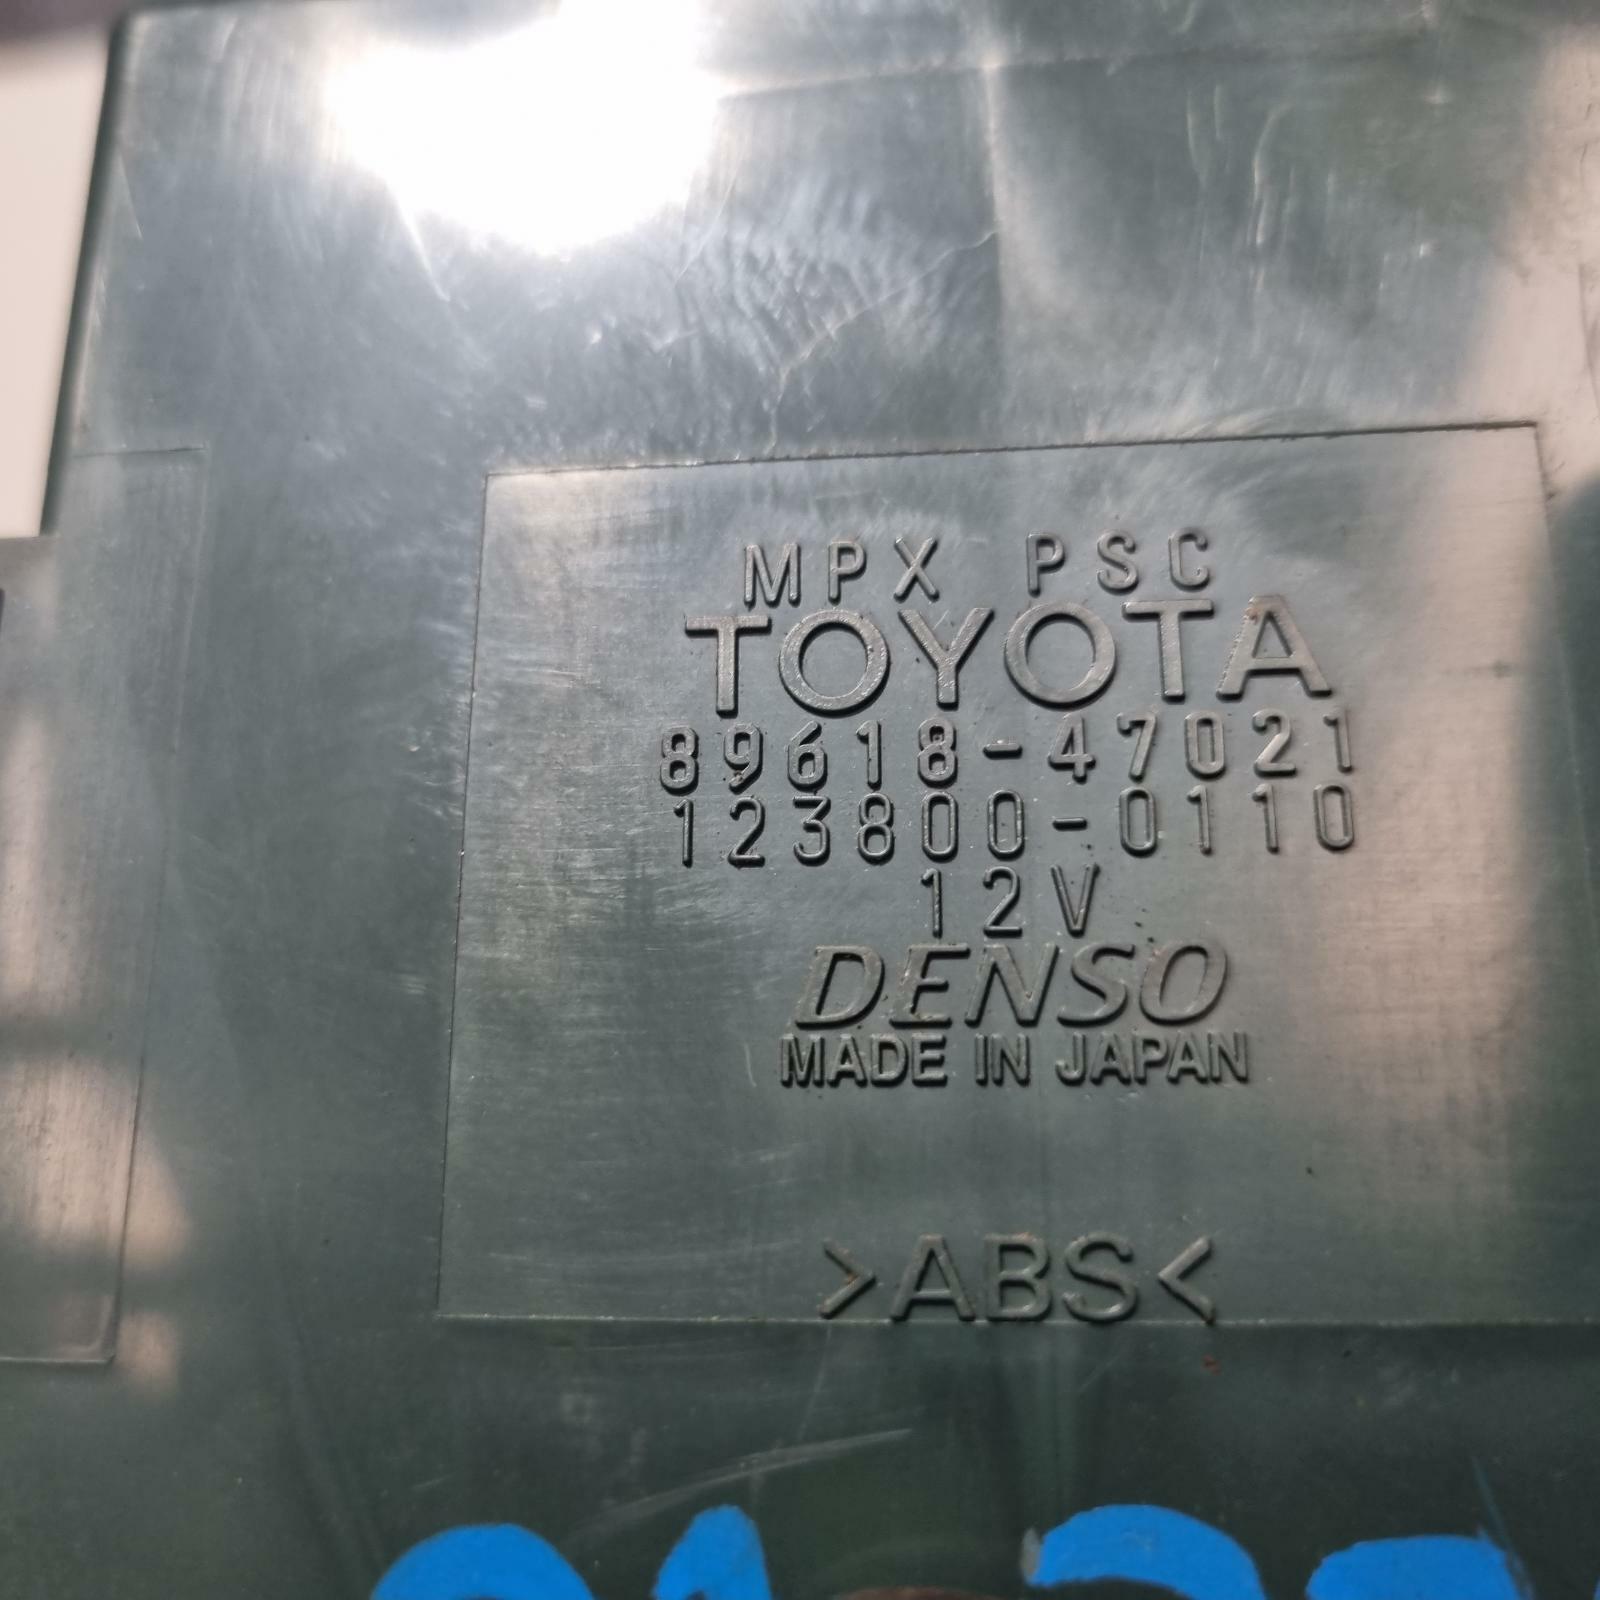 MPX PSC
TOYOTA
89618-47021
123800-0110
12V
DENSO
MADE IN JAPAN
>ABS<